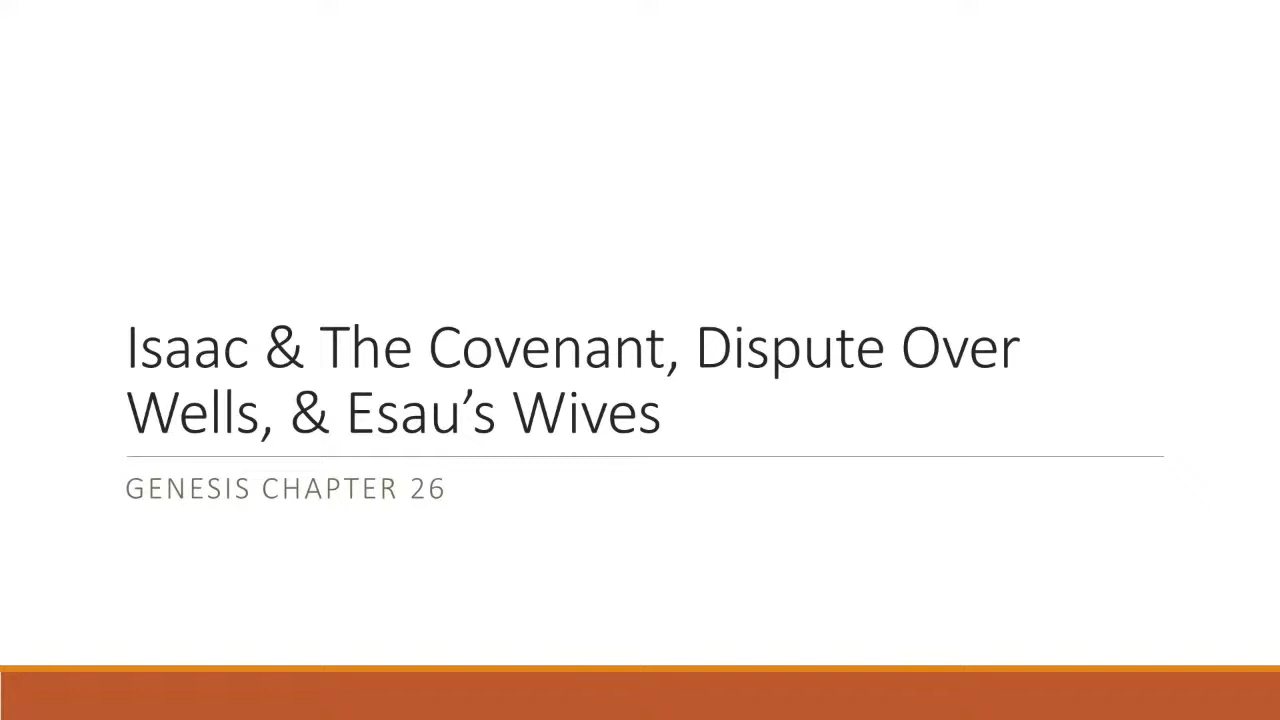 Isaac & The Covenant, Dispute Over
Wells, & Esau’s Wives
GENESIS CHAPTER 26